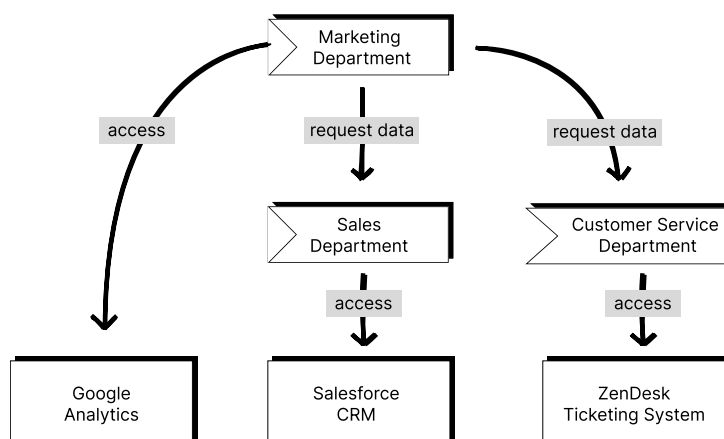 Marketing
Department
access
request data
request data
Sales
Department
Customer Service
Department
access
access
Google
Analytics
Salesforce
CRM
ZenDesk
Ticketing System